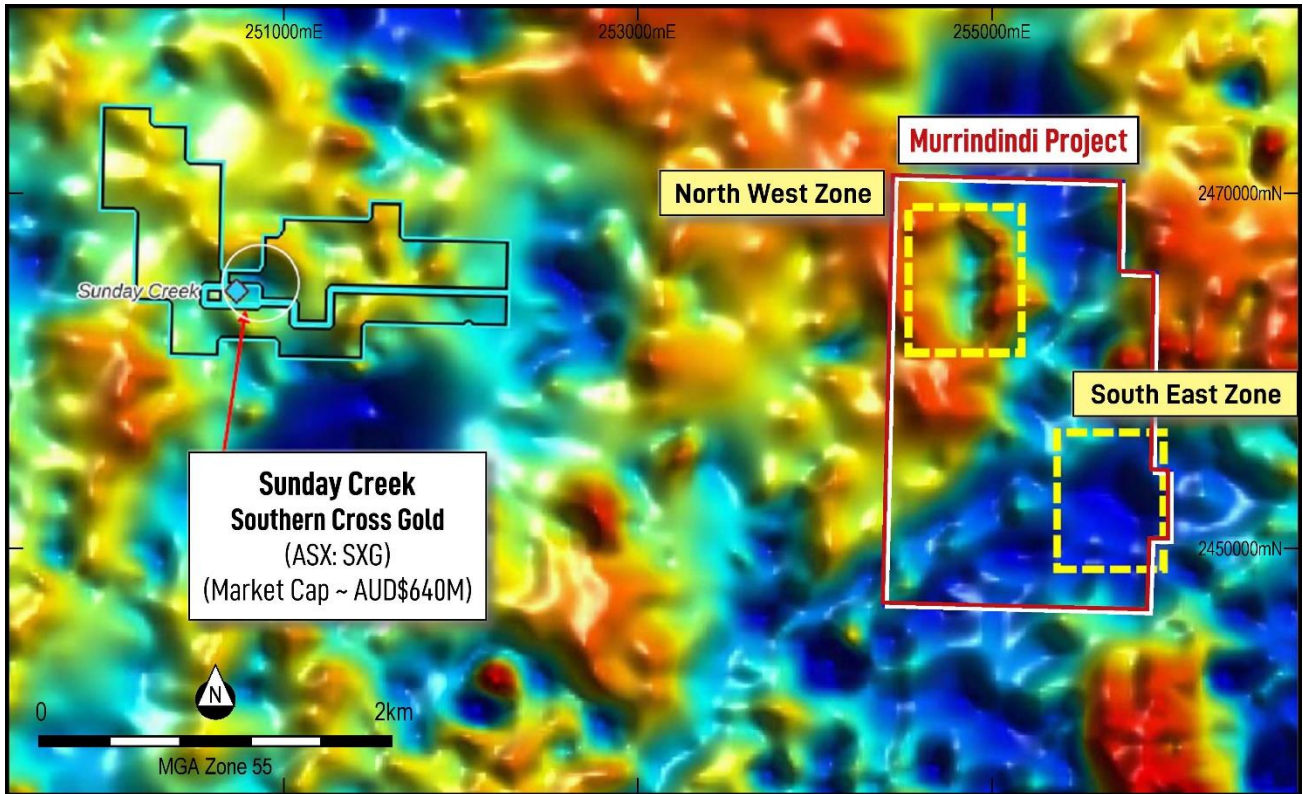 251000mE
253000mE
255000mE
Murrindindi Project
North West Zone
2470000mN
Sunday Creek
South East Zone
Sunday Creek
Southern Cross Gold
(ASX: SXG)
(Market Cap ~ AUD$640M)
2450000mN
N
0
2km
MGA Zone 55